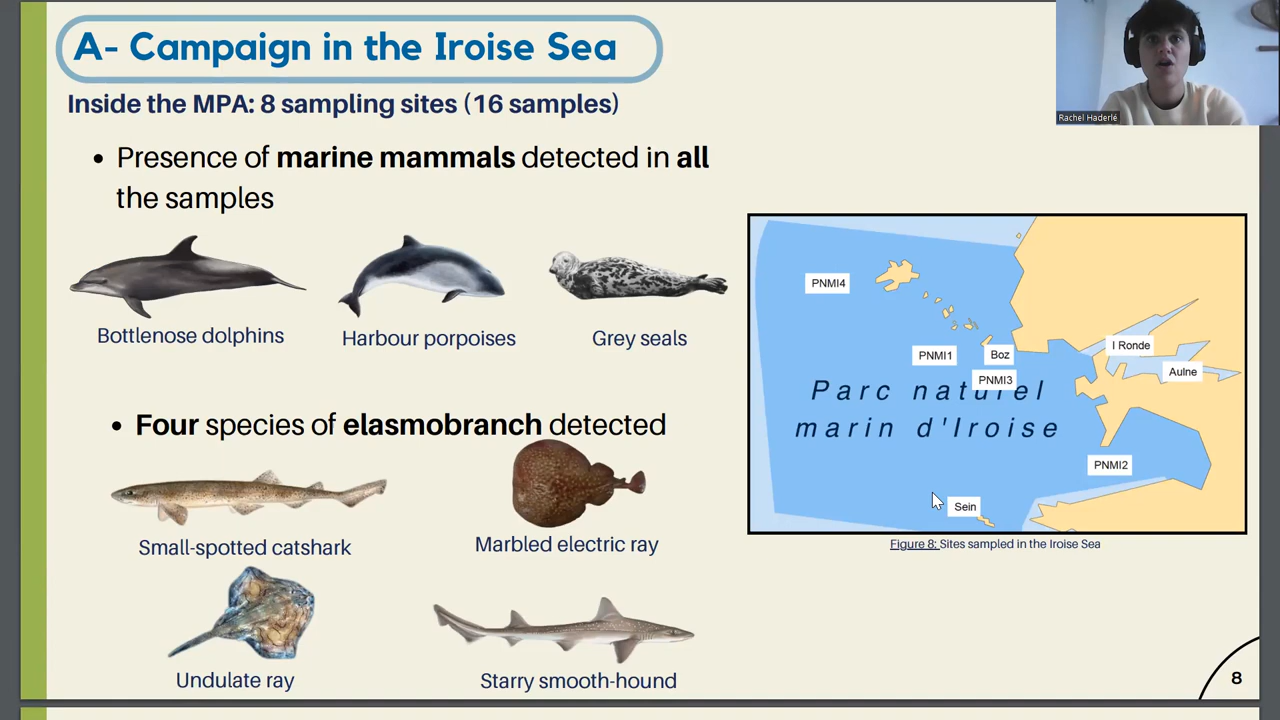 A- Campaign in the Iroise Sea
Rachel Haderlé
Inside the MPA: 8 sampling sites (16 samples)
• Presence of marine mammals detected in all
the samples
Bottlenose dolphins
Harbour porpoises
Grey seals
• Four species of elasmobranch detected
Small-spotted catshark
Marbled electric ray
Undulate ray
Starry smooth-hound
PNMI4
PNMI1
Boz
I Ronde
PNMI3
Aulne
Parc naturel
marin d'Iroise
PNMI2
Sein
Figure 8: Sites sampled in the Iroise Sea
8